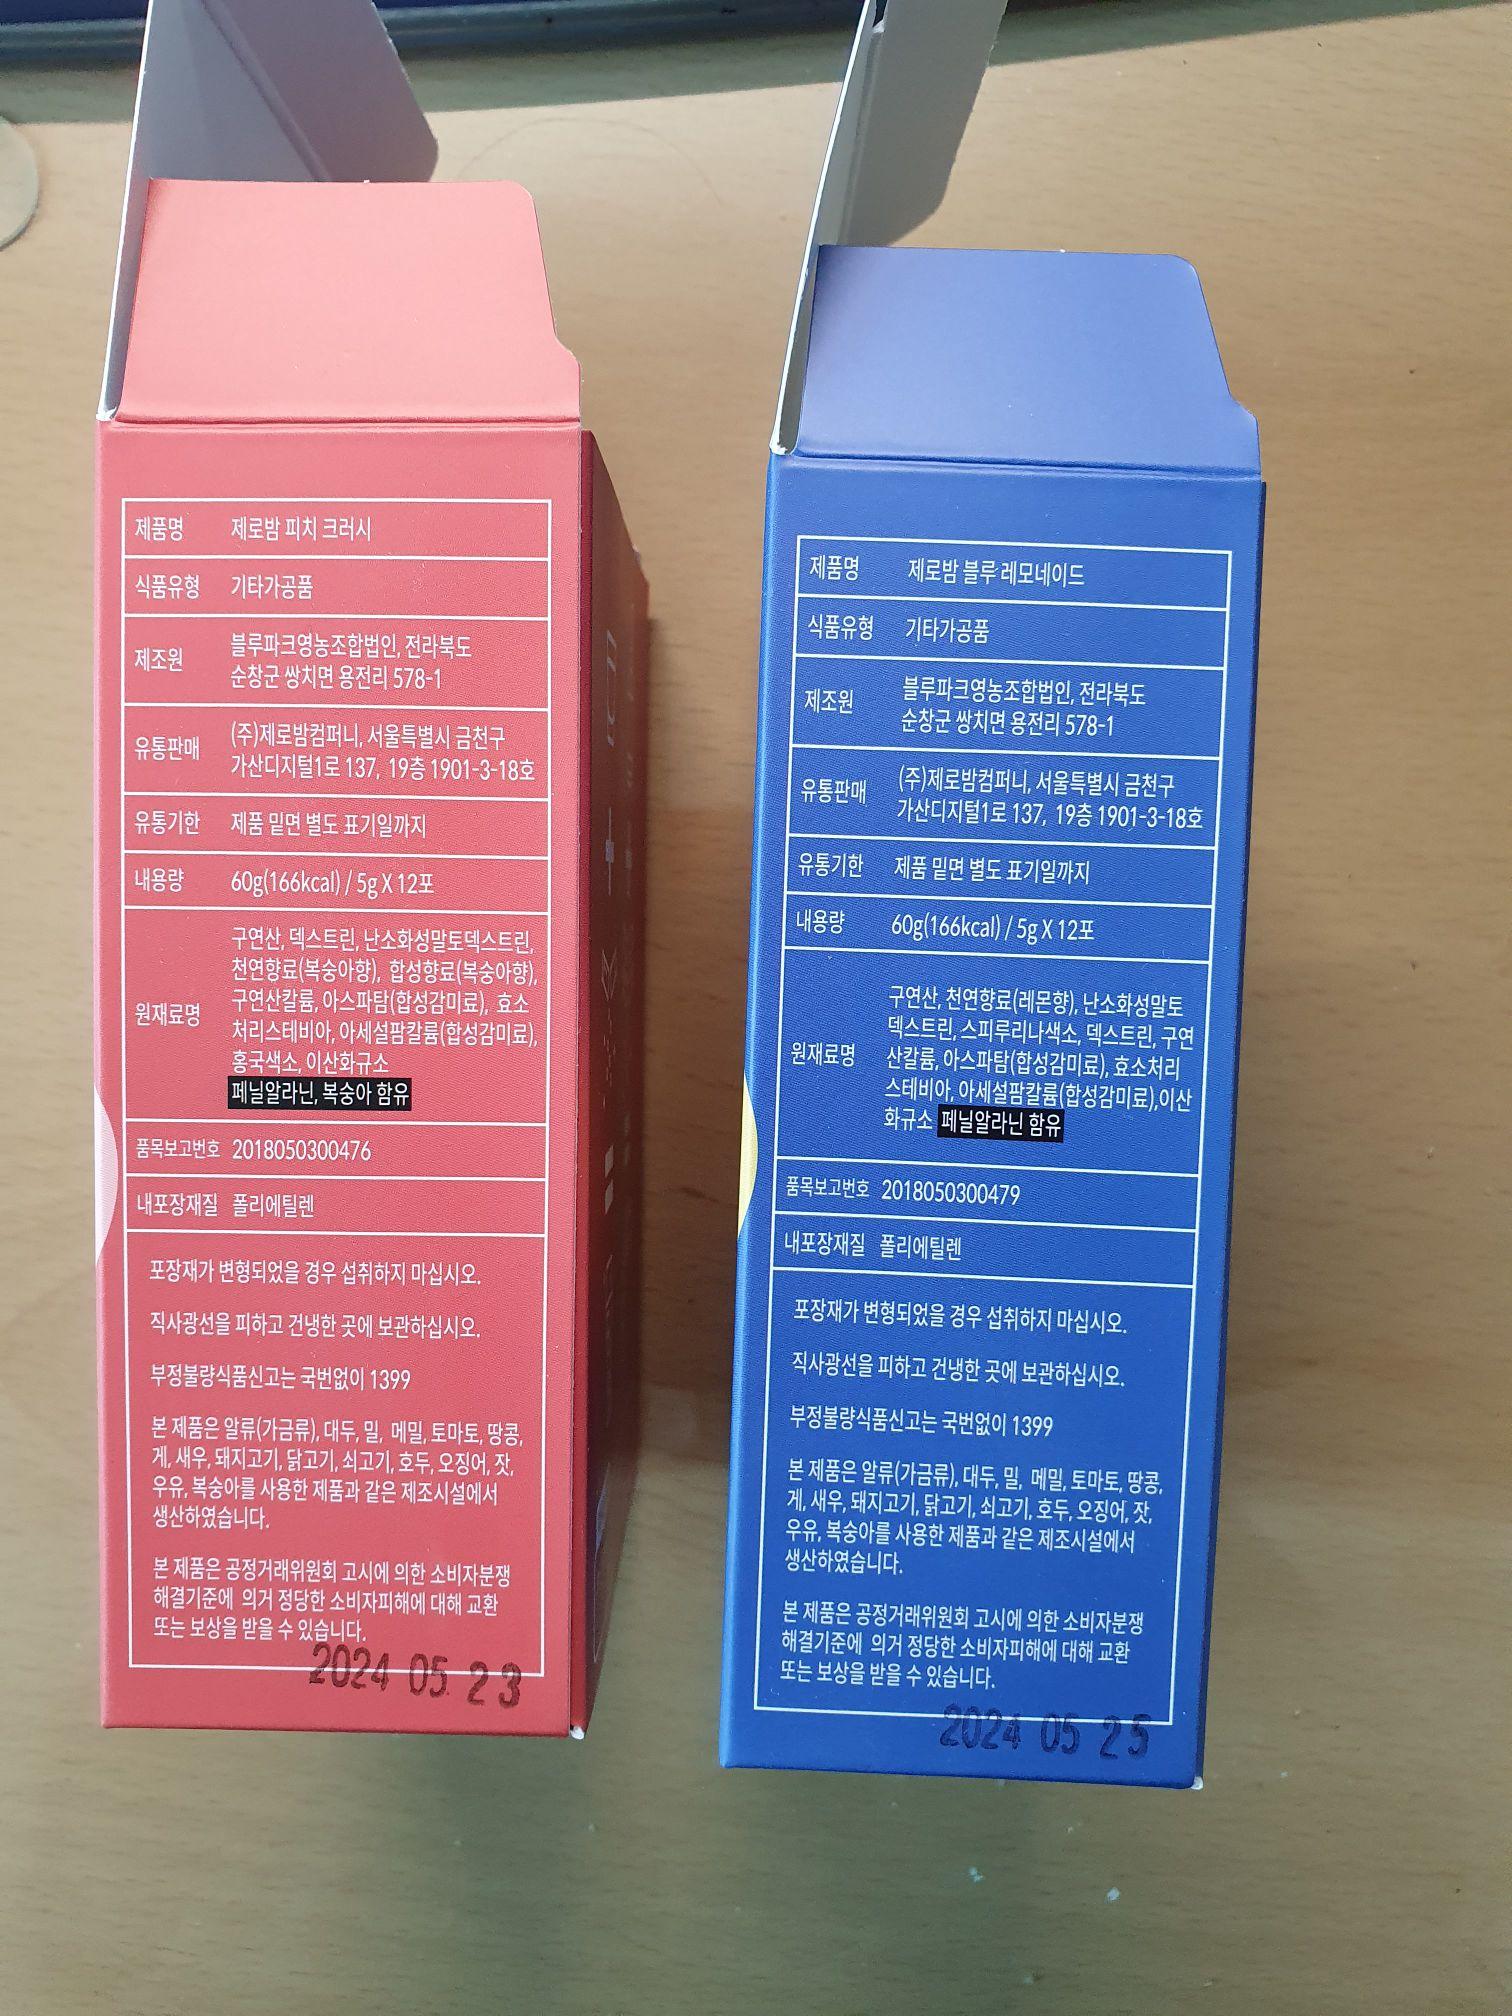 제품명 제로밤 피치 크러시
식품유형 기타가공품
제조원 블루파크영농조합법인, 전라북도
순창군 쌍치면 용전리 578-1
유통판매 (주)제로밤컴퍼니, 서울특별시 금천구
가산디지털1로 137, 19층 1901-3-18호
유통기한 제품 밑면 별도 표기일까지
내용량 60g(166kcal) / 5g X 12포
원재료명 구연산, 덱스트린, 난소화성말토덱스트린,
천연향료(복숭아향), 합성향료(복숭아향),
구연산칼륨, 아스파탐(합성감미료), 효소
처리스테비아, 아세설팜칼륨(합성감미료),
홍국색소, 이산화규소
페닐알라닌, 복숭아 함유
품목보고번호 2018050300476
내포장재질 폴리에틸렌
포장재가 변형되었을 경우 섭취하지 마십시오.
직사광선을 피하고 건냉한 곳에 보관하십시오.
부정불량식품신고는 국번없이 1399
본 제품은 알류(가금류), 대두, 밀, 메밀, 토마토, 땅콩,
게, 새우, 돼지고기, 닭고기, 쇠고기, 호두, 오징어, 잣,
우유, 복숭아를 사용한 제품과 같은 제조시설에서
생산하였습니다.
본 제품은 공정거래위원회 고시에 의한 소비자분쟁
해결기준에 의거 정당한 소비자피해에 대해 교환
또는 보상을 받을 수 있습니다.
2024 05 23
제품명 제로밤 블루 레모네이드
식품유형 기타가공품
제조원 블루파크영농조합법인, 전라북도
순창군 쌍치면 용전리 578-1
유통판매 (주)제로밤컴퍼니, 서울특별시 금천구
가산디지털1로 137, 19층 1901-3-18호
유통기한 제품 밑면 별도 표기일까지
내용량 60g(166kcal) / 5g X 12포
원재료명 구연산, 천연향료(레몬향), 난소화성말토
덱스트린, 스피루리나색소, 덱스트린, 구연
산칼륨, 아스파탐(합성감미료), 효소처리
스테비아, 아세설팜칼륨(합성감미료),이산
화규소 페닐알라닌 함유
품목보고번호 2018050300479
내포장재질 폴리에틸렌
포장재가 변형되었을 경우 섭취하지 마십시오.
직사광선을 피하고 건냉한 곳에 보관하십시오.
부정불량식품신고는 국번없이 1399
본 제품은 알류(가금류), 대두, 밀, 메밀, 토마토, 땅콩,
게, 새우, 돼지고기, 닭고기, 쇠고기, 호두, 오징어, 잣,
우유, 복숭아를 사용한 제품과 같은 제조시설에서
생산하였습니다.
본 제품은 공정거래위원회 고시에 의한 소비자분쟁
해결기준에 의거 정당한 소비자피해에 대해 교환
또는 보상을 받을 수 있습니다.
2024 05 25